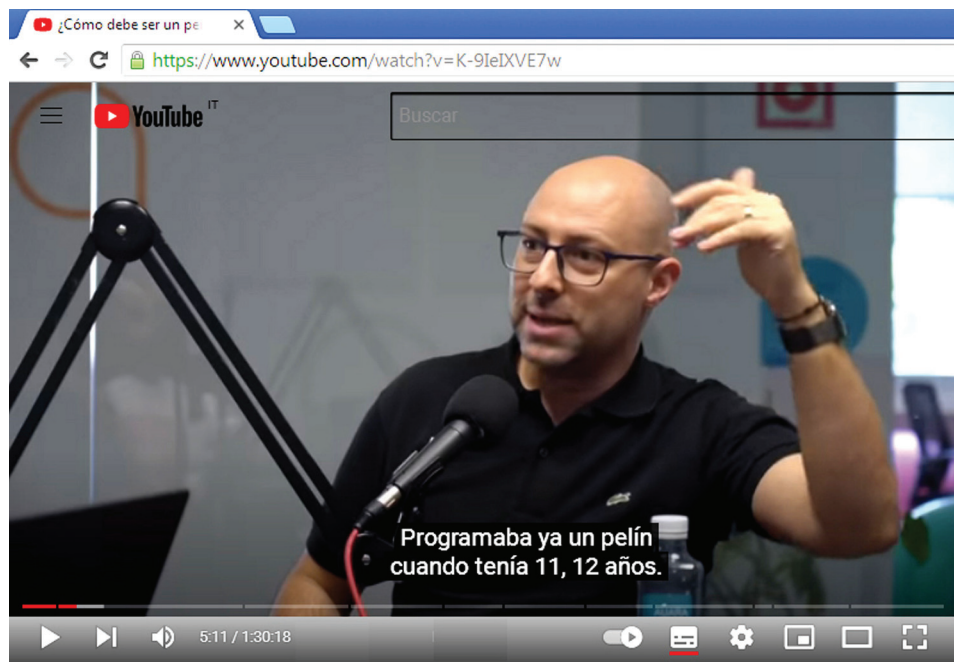 ¿Cómo debe ser un pe
https://www.youtube.com/watch?v=K-9IeIXVE7w
YouTube IT
Buscar
Programaba ya un pelín
cuando tenía 11, 12 años.
5:11 / 1:30:18